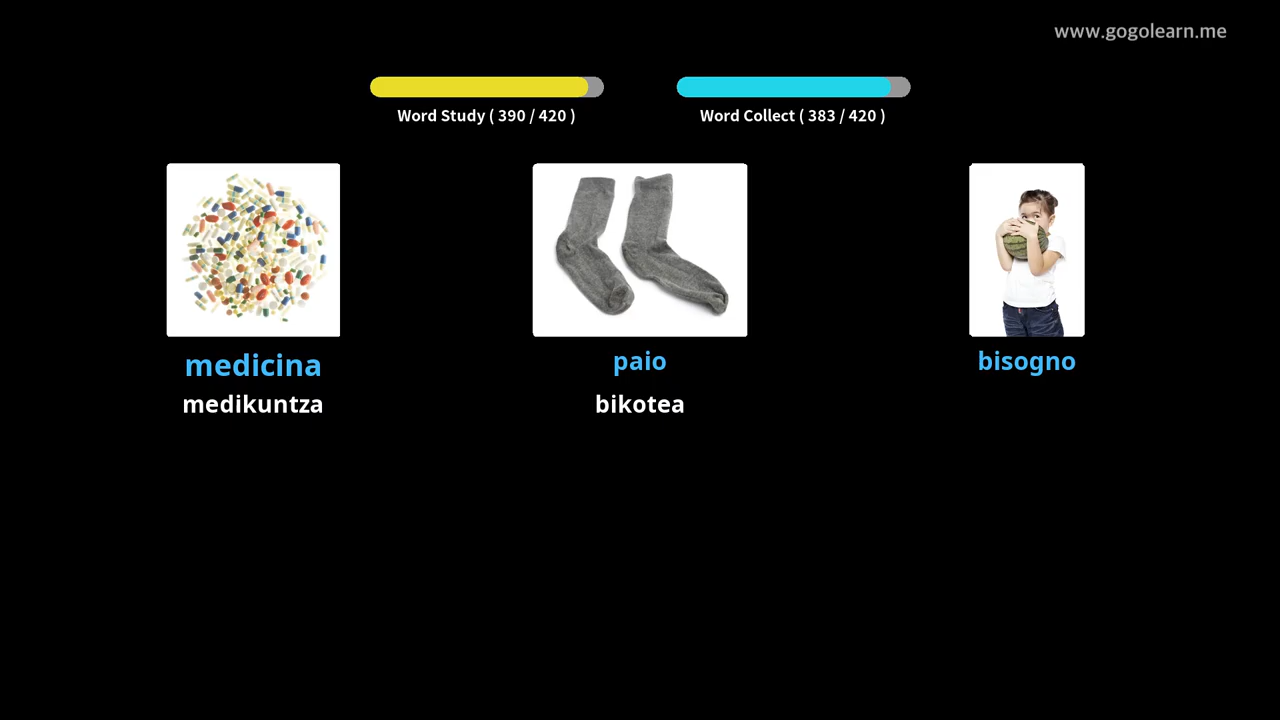 www.gogolearn.me
Word Study ( 390 / 420 )
Word Collect ( 383 / 420 )
medicina
paio
bisogno
medikuntza
bikotea